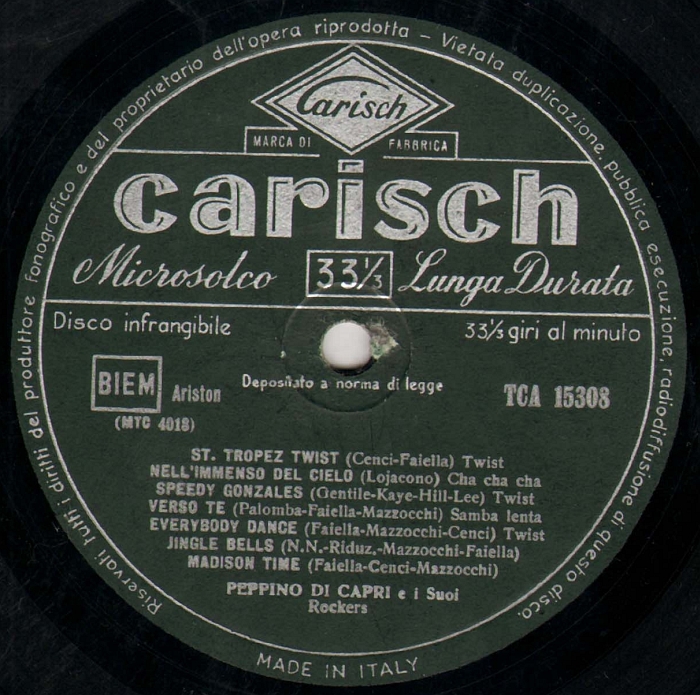 Riservati tutti i diritti del produttore fonografico e del proprietario dell'opera riprodotta – Vietata duplicazione, pubblica esecuzione, radiodiffusione di questo disco.
Carisch
MARCA DI FABBRICA
carisch
Microsolco 33⅓ Lunga Durata
Disco infrangibile 33⅓ giri al minuto
BIEM Ariston Depositato a norma di legge TCA 15308
(MTC 4018)
ST. TROPEZ TWIST (Cenci-Faiella) Twist
NELL'IMMENSO DEL CIELO (Lojacono) Cha cha cha
SPEEDY GONZALES (Gentile-Kaye-Hill-Lee) Twist
VERSO TE (Palomba-Faiella-Mazzocchi) Samba lenta
EVERYBODY DANCE (Faiella-Mazzocchi-Cenci) Twist
JINGLE BELLS (N.N.-Riduz.-Mazzocchi-Faiella)
MADISON TIME (Faiella-Cenci-Mazzocchi)
PEPPINO DI CAPRI e i Suoi
Rockers
MADE IN ITALY